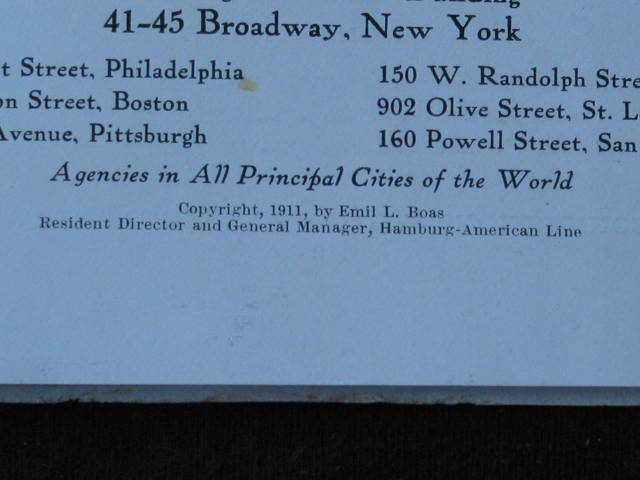 41-45 Broadway, New York
t Street, Philadelphia
150 W. Randolph Stre
on Street, Boston
902 Olive Street, St. L
Avenue, Pittsburgh
160 Powell Street, San
Agencies in All Principal Cities of the World
Copyright, 1911, by Emil L. Boas
Resident Director and General Manager, Hamburg-American Line